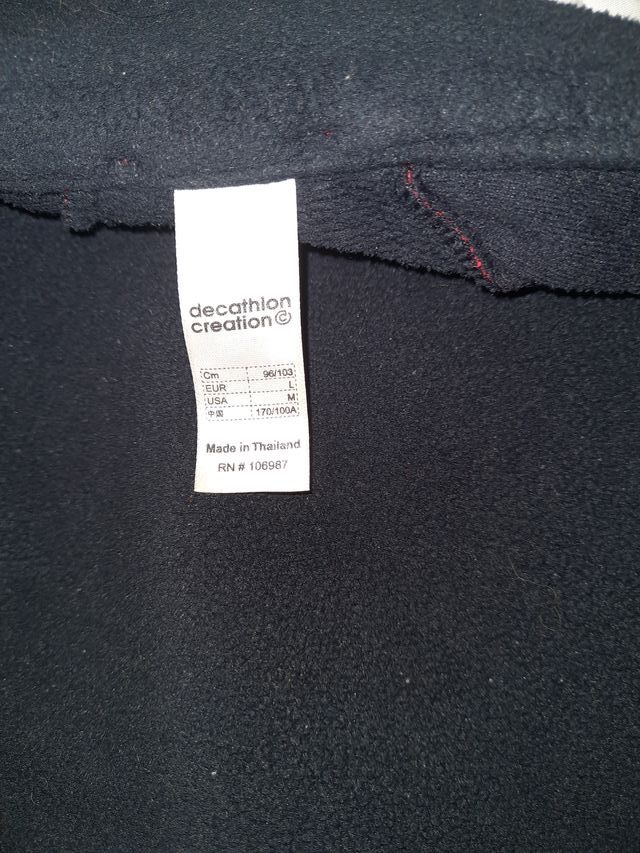 decathlon
creation©
Cm 96/103
EUR L
USA M
中国 170/100A
Made in Thailand
RN # 106987